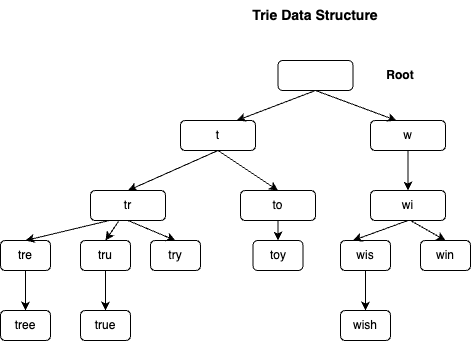 Trie Data Structure
Root
t
w
tr
to
wi
tre
tru
try
toy
wis
win
tree
true
wish